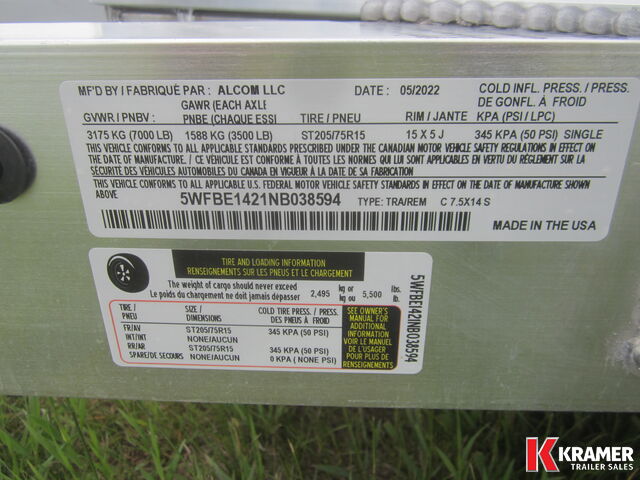 MF'D BY / FABRIQUÉ PAR : ALCOM LLC DATE : 05/2022 COLD INFL. PRESS. / PRESS.
DE GONFL. À FROID
GVWR / PNBV : GAWR (EACH AXLE
PNBE (CHAQUE ESSI TIRE / PNEU RIM / JANTE KPA (PSI / LPC)
3175 KG (7000 LB) 1588 KG (3500 LB) ST205/75R15 15 X 5 J 345 KPA (50 PSI) SINGLE
THIS VEHICLE CONFORMS TO ALL APPLICABLE STANDARDS PRESCRIBED UNDER THE CANADIAN MOTOR VEHICLE SAFETY REGULATIONS IN EFFECT ON
THE DATE OF MANUFACTURE. / CE VÉHICULE EST CONFORME À TOUTES LES NORMES QUI LUI SONT APPLICABLES EN VERTU DU RÈGLEMENT SUR LA
SÉCURITÉ DES VÉHICULES AUTOMOBILES DU CANADA EN VIGUEUR À LA DATE DE SA FABRICATION.
THIS VEHICLE CONFORMS TO ALL APPLICABLE U.S. FEDERAL MOTOR VEHICLE SAFETY STANDARDS IN EFFECT ON THE DATE OF MANUFACTURE SHOWN
ABOVE
5WFBE1421NB038594 TYPE: TRA/REM C 7.5X14 S
MADE IN THE USA
TIRE AND LOADING INFORMATION
RENSEIGNEMENTS SUR LES PNEUS ET LE CHARGEMENT
The weight of cargo should never exceed
Le poids du chargement ne doit jamais dépasser 2,495 kg or kg ou 5,500 lbs. lb.
TIRE / PNEU SIZE / DIMENSIONS COLD TIRE PRESS. / PRESS. DES PNEUS À FROID
FR/AV ST205/75R15 345 KPA (50 PSI)
INT/INT NONE/AUCUN
RR/AR ST205/75R15 345 KPA (50 PSI)
SPARE/DE SECOURS NONE/AUCUN 0 KPA ( NONE PSI)
SEE OWNER'S
MANUAL FOR
ADDITIONAL
INFORMATION
VOIR LE MANUEL
DE L'USAGER
POUR PLUS DE
RENSEIGNEMENTS
5WFBE1421NB038594
KRAMER
TRAILER SALES